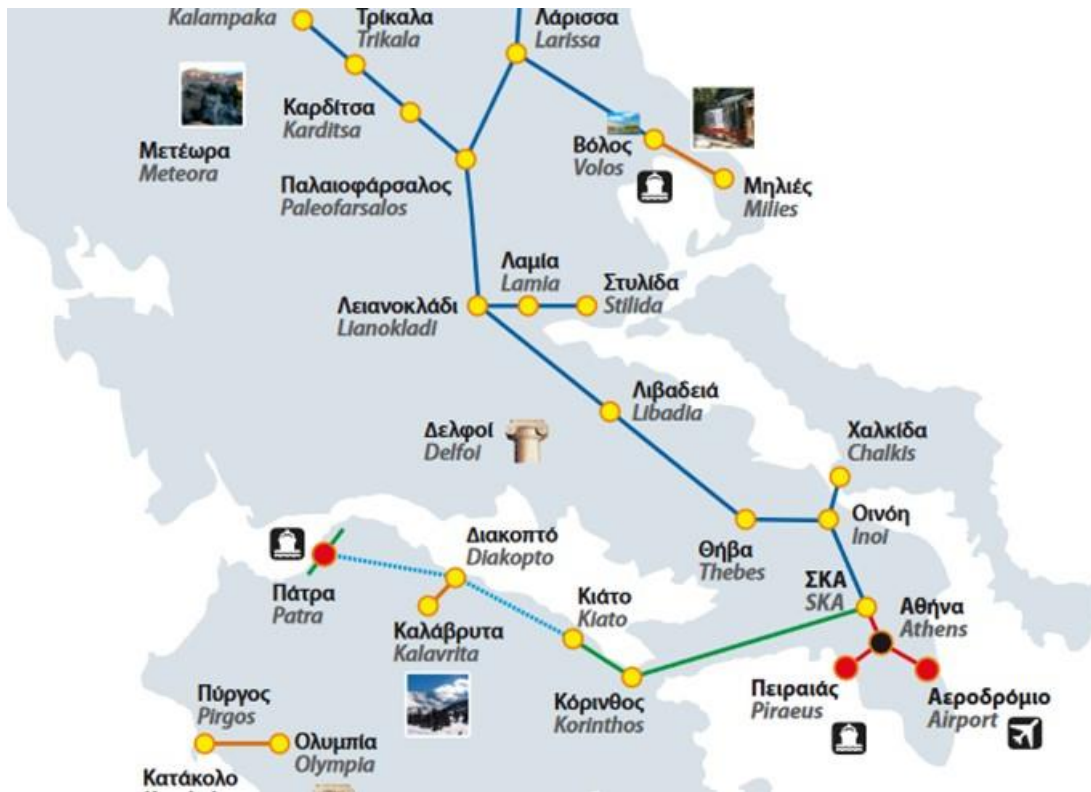 Kalampaka
Τρίκαλα
Trikala
Λάρισσα
Larissa
Καρδίτσα
Karditsa
Μετέωρα
Meteora
Βόλος
Volos
Μηλιές
Milies
Παλαιοφάρσαλος
Paleofarsalos
Λαμία
Lamia
Στυλίδα
Stilida
Λειανοκλάδι
Lianokladi
Λιβαδειά
Libadia
Δελφοί
Delfoi
Χαλκίδα
Chalkis
Οινόη
Inoi
Θήβα
Thebes
Διακοπτό
Diakopto
Πάτρα
Patra
Κιάτο
Kiato
ΣΚΑ
SKA
Αθήνα
Athens
Καλάβρυτα
Kalavrita
Κόρινθος
Korinthos
Πειραιάς
Piraeus
Αεροδρόμιο
Airport
Πύργος
Pirgos
Ολυμπία
Olympia
Κατάκολο